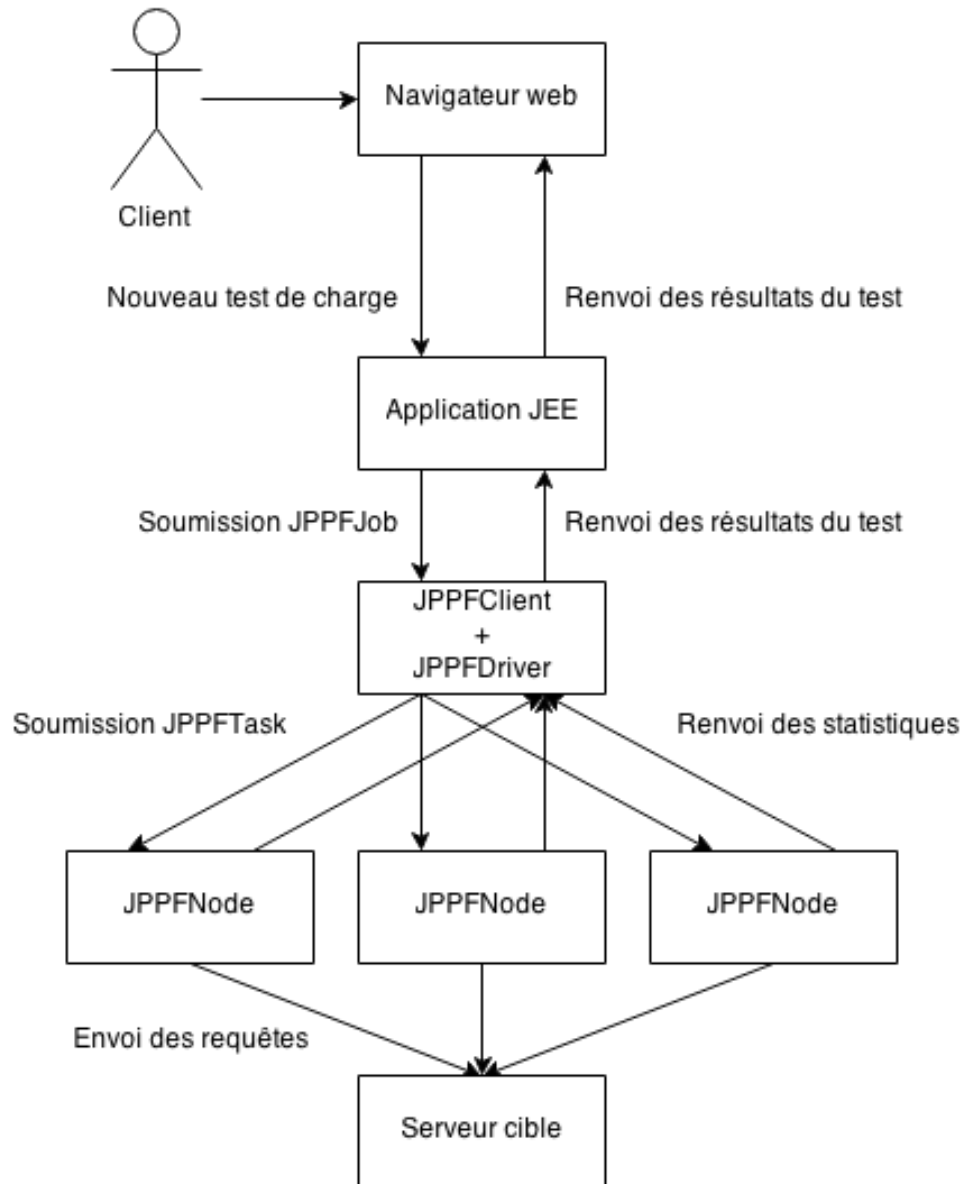 Navigateur web
Client
Nouveau test de charge
Renvoi des résultats du test
Application JEE
Soumission JPPFJob
Renvoi des résultats du test
JPPFClient
+
JPPFDriver
Soumission JPPFTask
Renvoi des statistiques
JPPFNode
JPPFNode
JPPFNode
Envoi des requêtes
Serveur cible